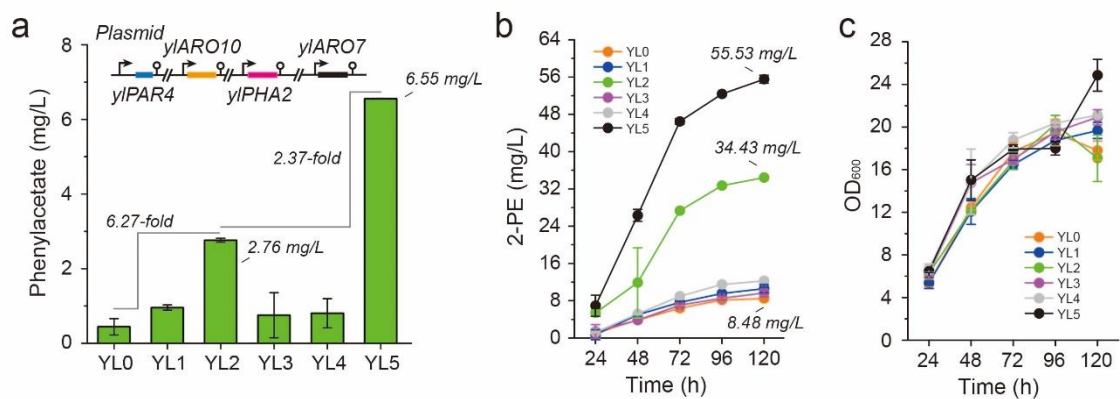 a
Plasmid
ylARO10
ylARO7
ylPAR4
ylPHA2
6.55 mg/L
2.37-fold
6.27-fold
2.76 mg/L
Phenylacetate (mg/L)
8
6
4
2
0
YL0 YL1 YL2 YL3 YL4 YL5
b
2-PE (mg/L)
64
56
48
40
32
24
16
8
0
YL0
YL1
YL2
YL3
YL4
YL5
55.53 mg/L
34.43 mg/L
8.48 mg/L
24 48 72 96 120
Time (h)
c
OD600
28
24
20
16
12
8
4
0
YL0
YL1
YL2
YL3
YL4
YL5
24 48 72 96 120
Time (h)